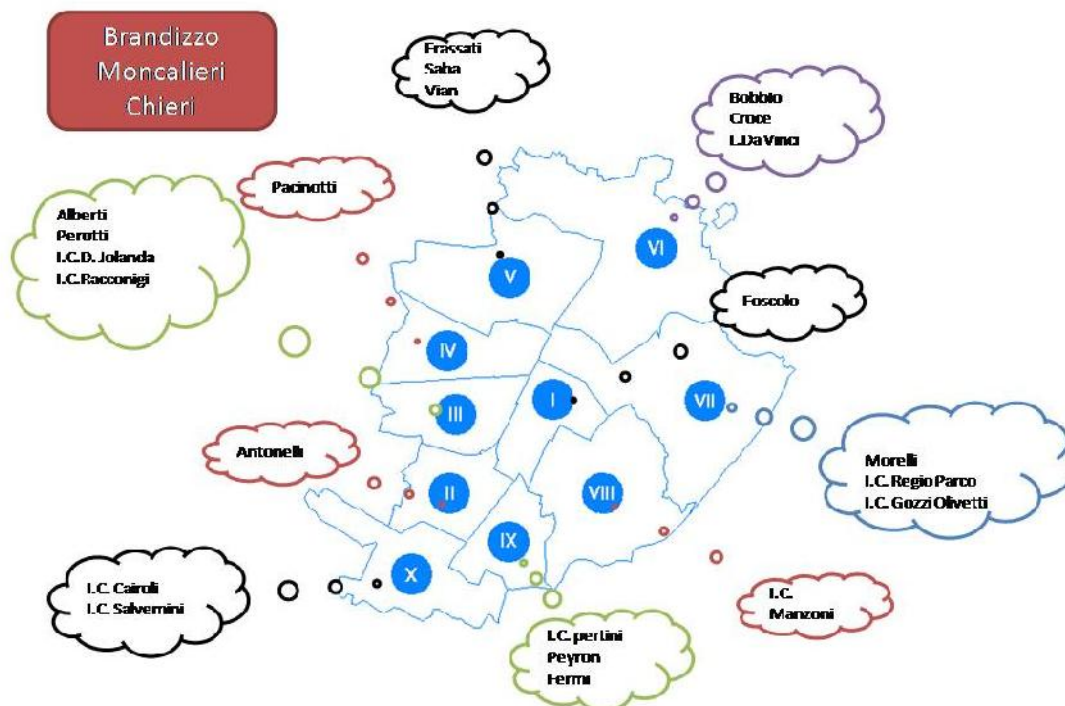 Brandizzo
Moncalieri
Chieri
Frassati
Saba
Vian
Bobbio
Croce
L.Da Vinci
Pacinotti
Alberti
Perotti
I.C.D. Jolanda
I.C.Racconigi
VI
V
Foscolo
IV
III
I
VII
Antonelli
Morelli
I.C. Regio Parco
I.C. Gozzi Olivetti
II
VIII
IX
X
I.C. Cairoli
I.C. Salvemini
I.C.
Manzoni
I.C. pertini
Peyron
Fermi